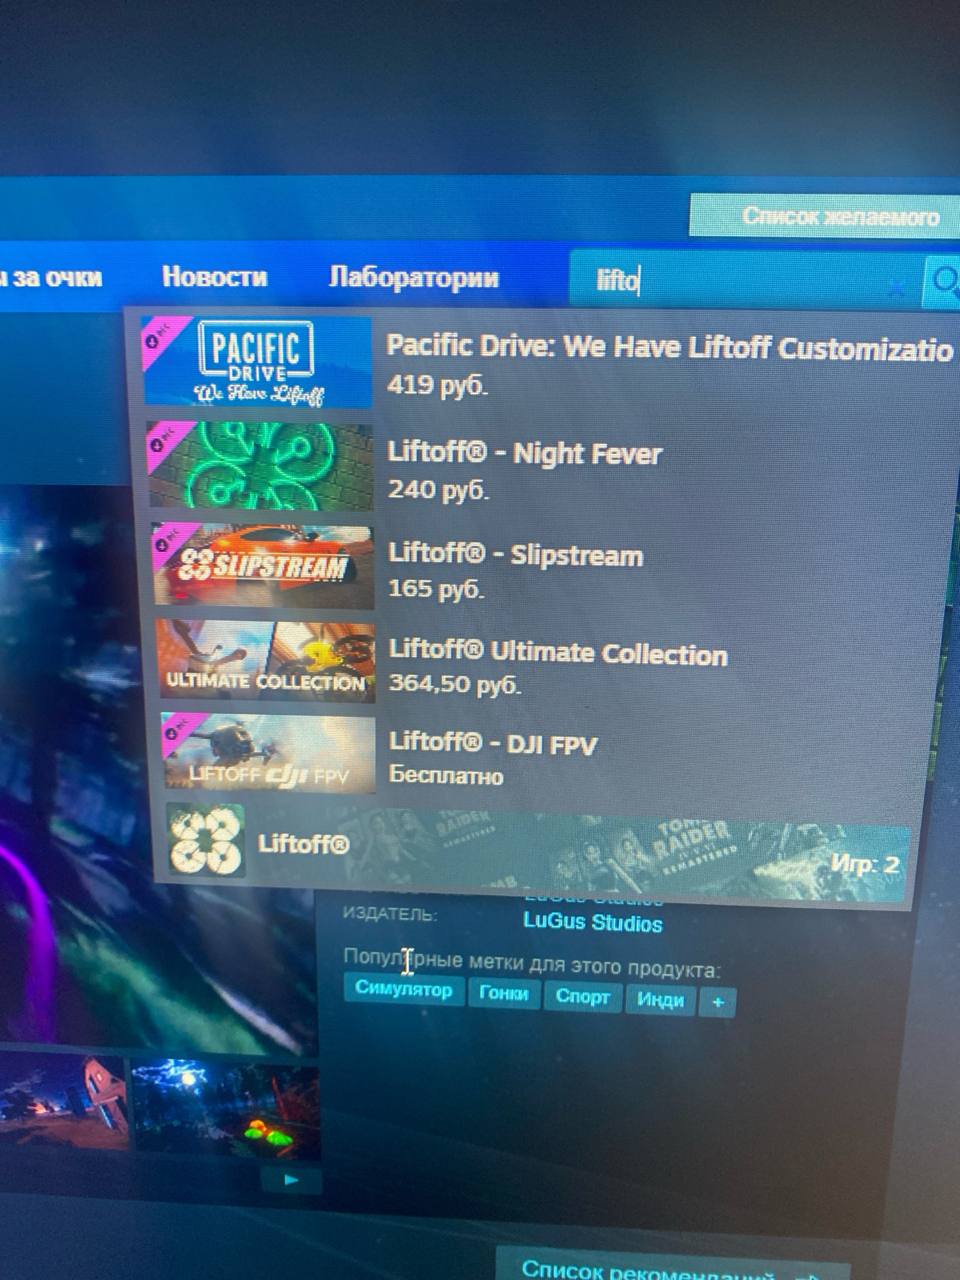 Список желаемого
ы за очки
Новости
Лаборатории
lifto
PACIFIC
DRIVE
We Have Liftoff
Pacific Drive: We Have Liftoff Customizatio
419 руб.
Liftoff® - Night Fever
240 руб.
SLIPSTREAM
Liftoff® - Slipstream
165 руб.
ULTIMATE COLLECTION
Liftoff® Ultimate Collection
364,50 руб.
LIFTOFF dji FPV
Liftoff® - DJI FPV
Бесплатно
Liftoff®
RAIDER
TOMB
RAIDER
REMASTERED
Игр: 2
LuGus Studios
ИЗДАТЕЛЬ:
LuGus Studios
Популярные метки для этого продукта:
Симулятор
Гонки
Спорт
Инди
+
Список рекомендаций